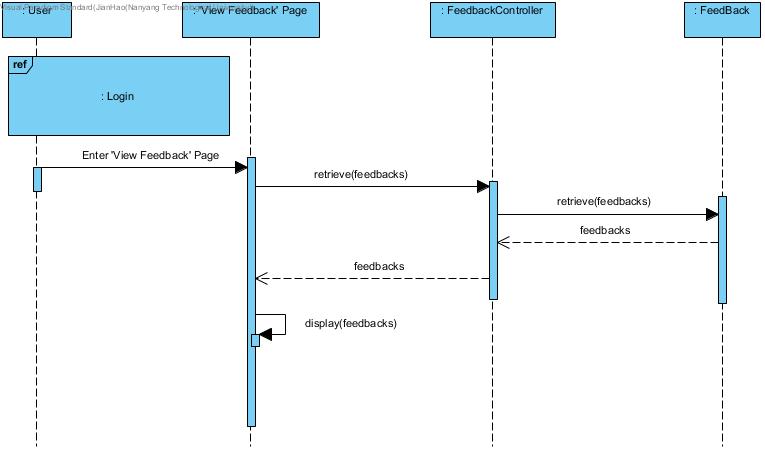 Visual Paradigm Standard(JianHao(Nanyang Technological University))
: User
: 'View Feedback' Page
: FeedbackController
: FeedBack
ref
: Login
Enter 'View Feedback' Page
retrieve(feedbacks)
retrieve(feedbacks)
feedbacks
feedbacks
display(feedbacks)